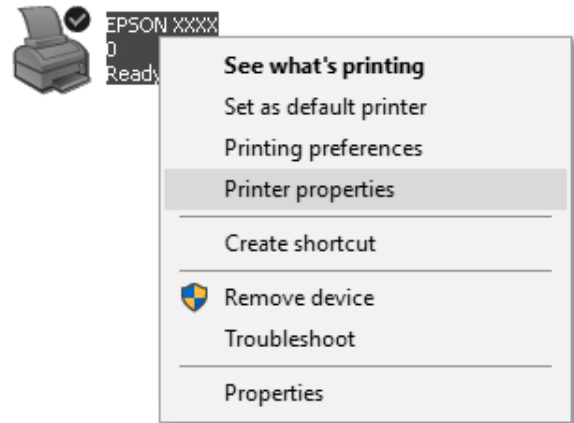 EPSON XXXX
0
Ready
See what's printing
Set as default printer
Printing preferences
Printer properties
Create shortcut
Remove device
Troubleshoot
Properties